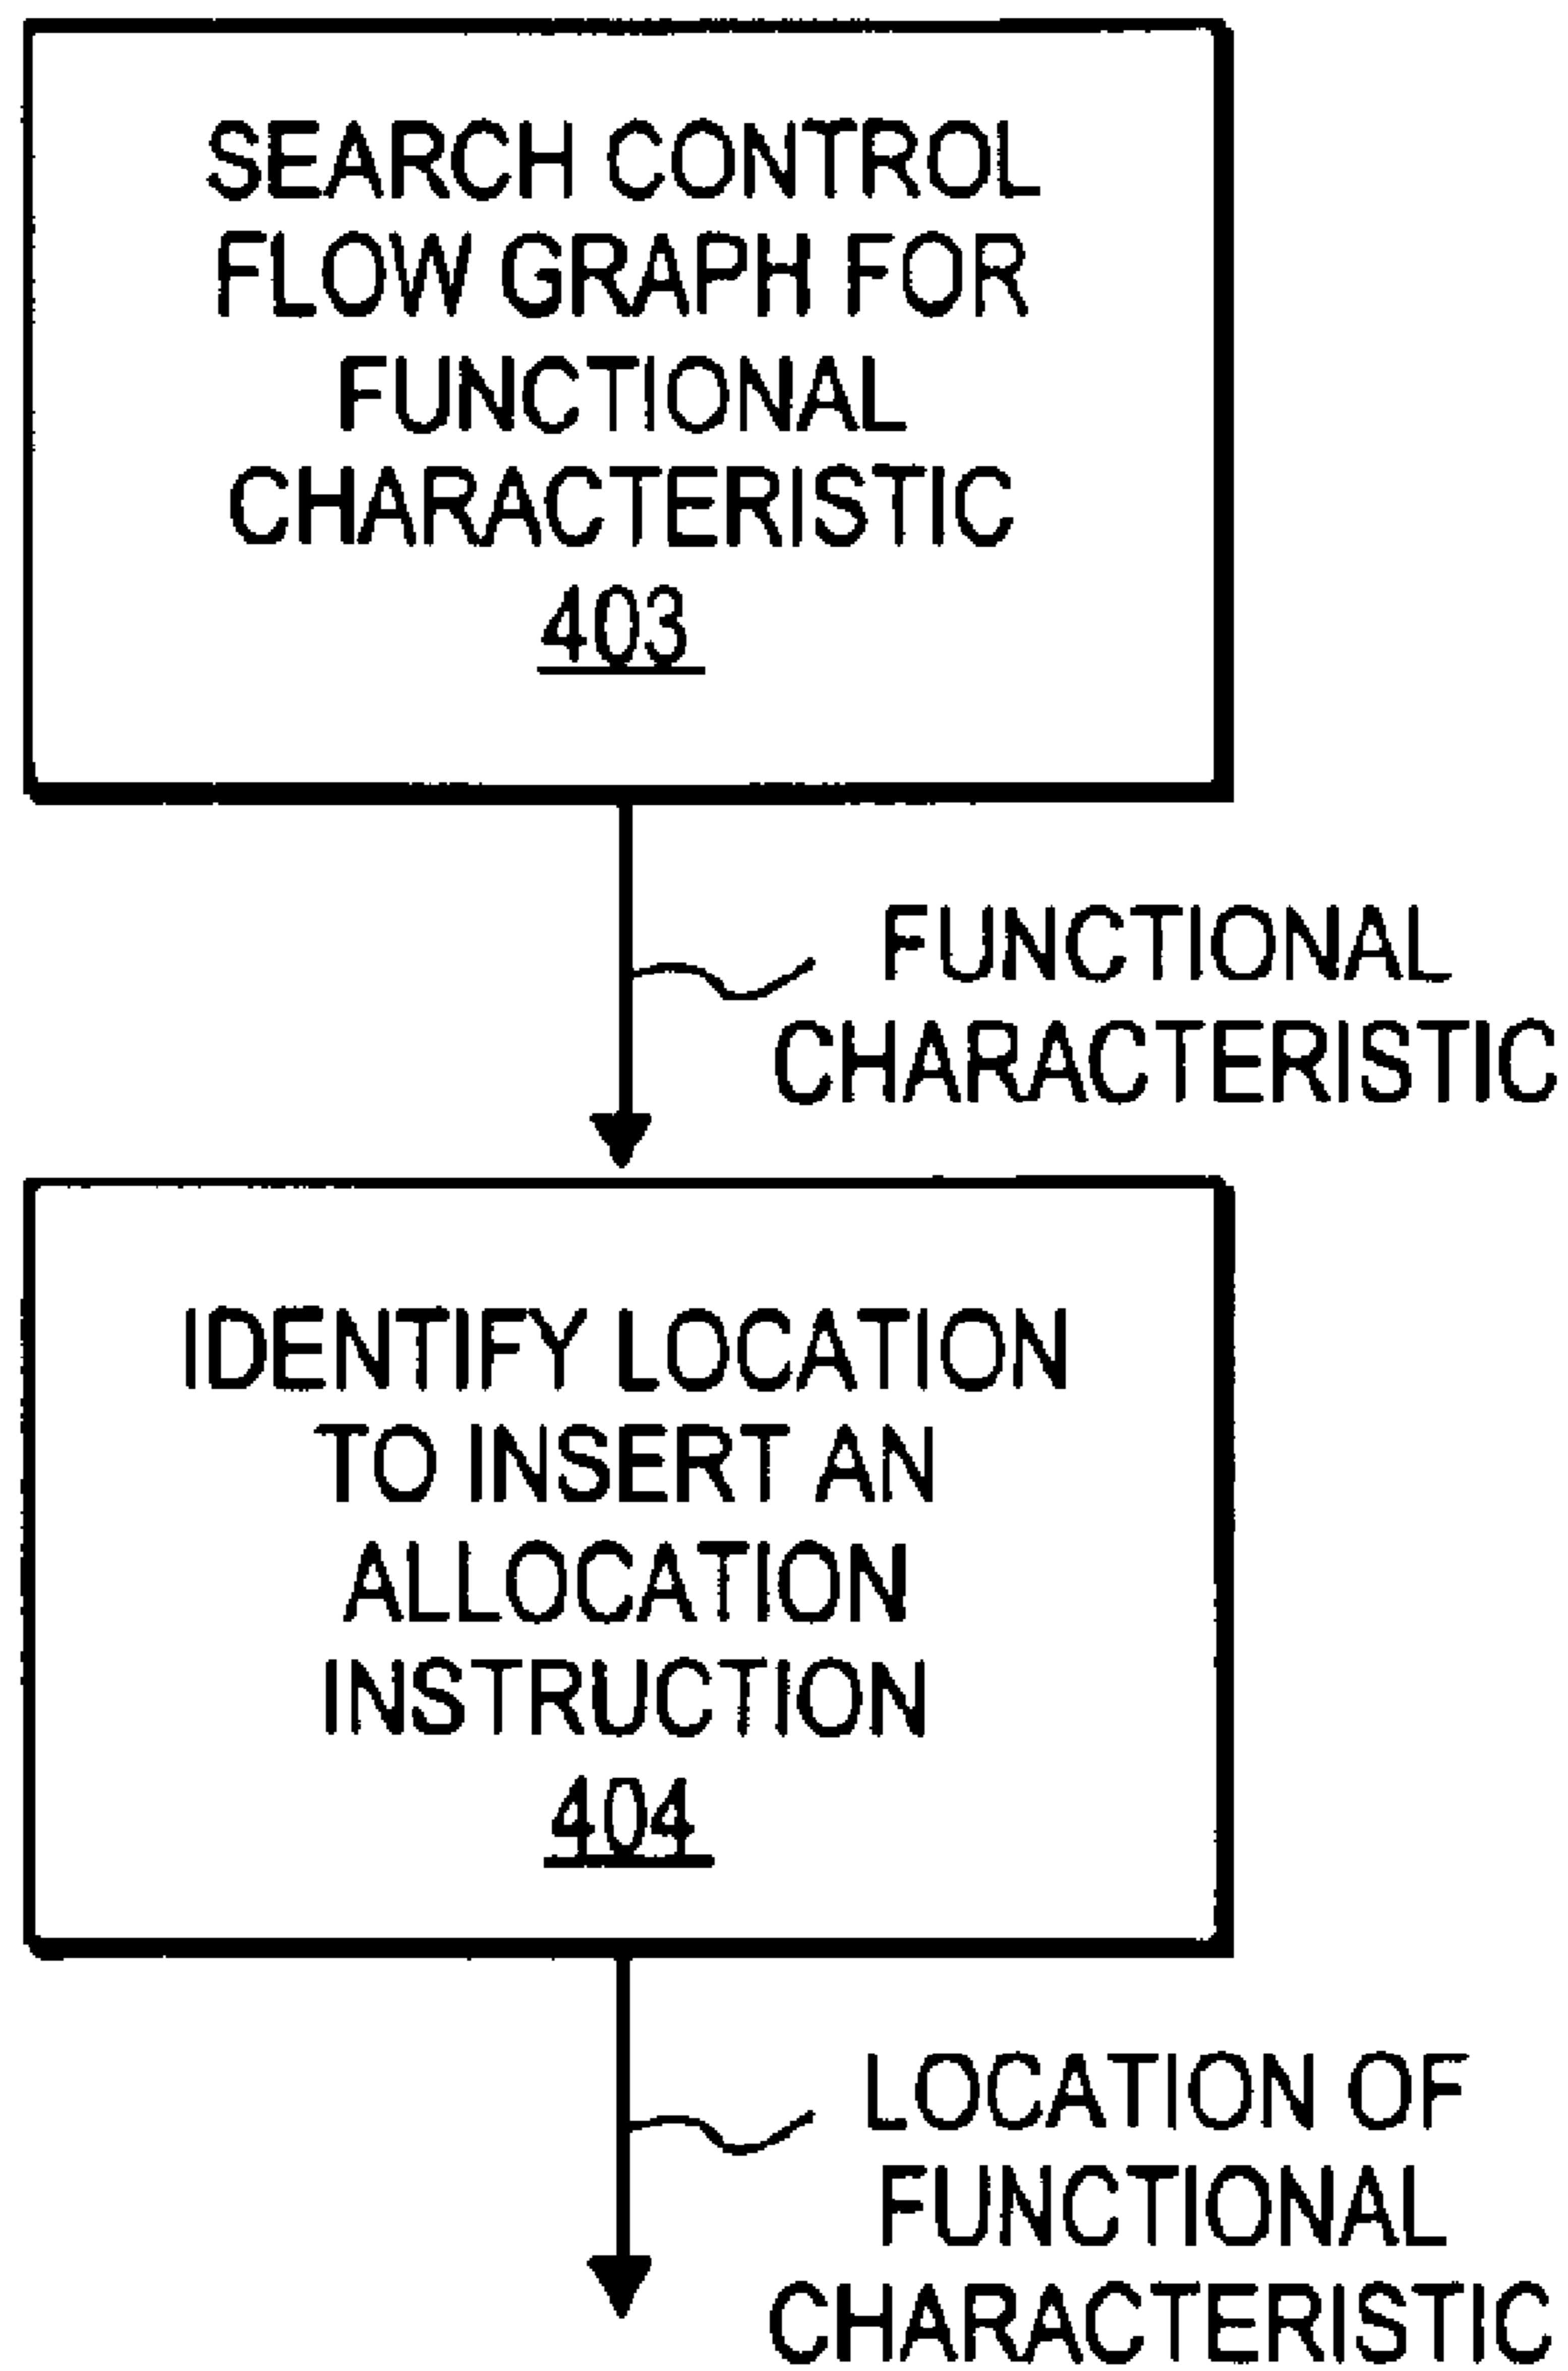 SEARCH CONTROL
FLOW GRAPH FOR
FUNCTIONAL
CHARACTERISTIC
403
FUNCTIONAL
CHARACTERISTIC
IDENTIFY LOCATION
TO INSERT AN
ALLOCATION
INSTRUCTION
404
LOCATION OF
FUNCTIONAL
CHARACTERISTIC